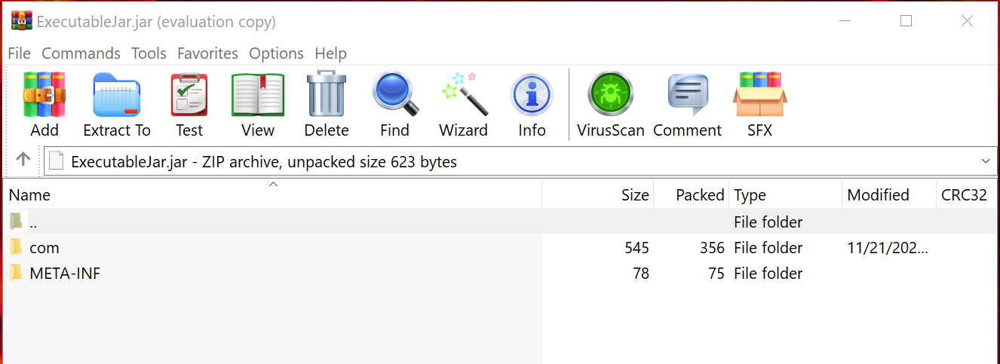 ExecutableJar.jar (evaluation copy)
File Commands Tools Favorites Options Help
Add Extract To Test View Delete Find Wizard Info VirusScan Comment SFX
ExecutableJar.jar - ZIP archive, unpacked size 623 bytes
Name Size Packed Type Modified CRC32
.. File folder
com 545 356 File folder 11/21/202...
META-INF 78 75 File folder